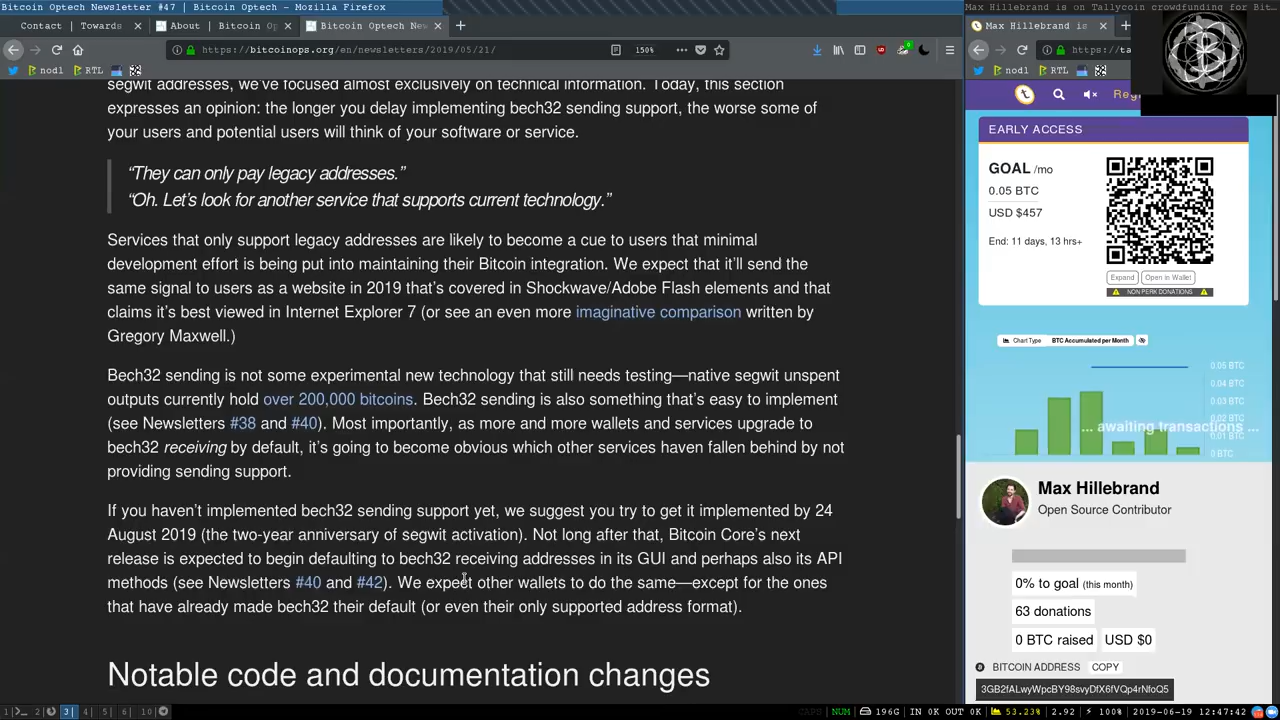 Bitcoin Optech Newsletter #47 | Bitcoin Optech - Mozilla Firefox
Contact | Towards
About | Bitcoin Op
Bitcoin Optech New
https://bitcoinops.org/en/newsletters/2019/05/21/
150%
nod1
RTL
segwit addresses, we've focused almost exclusively on technical information. Today, this section
expresses an opinion: the longer you delay implementing bech32 sending support, the worse some of
your users and potential users will think of your software or service.
“They can only pay legacy addresses.”
“Oh. Let's look for another service that supports current technology.”
Services that only support legacy addresses are likely to become a cue to users that minimal
development effort is being put into maintaining their Bitcoin integration. We expect that it'll send the
same signal to users as a website in 2019 that's covered in Shockwave/Adobe Flash elements and that
claims it's best viewed in Internet Explorer 7 (or see an even more imaginative comparison written by
Gregory Maxwell.)
Bech32 sending is not some experimental new technology that still needs testing—native segwit unspent
outputs currently hold over 200,000 bitcoins. Bech32 sending is also something that's easy to implement
(see Newsletters #38 and #40). Most importantly, as more and more wallets and services upgrade to
bech32 receiving by default, it's going to become obvious which other services haven fallen behind by not
providing sending support.
If you haven't implemented bech32 sending support yet, we suggest you try to get it implemented by 24
August 2019 (the two-year anniversary of segwit activation). Not long after that, Bitcoin Core's next
release is expected to begin defaulting to bech32 receiving addresses in its GUI and perhaps also its API
methods (see Newsletters #40 and #42). We expect other wallets to do the same—except for the ones
that have already made bech32 their default (or even their only supported address format).
Notable code and documentation changes
Max Hillebrand is on Tallycoin crowdfunding for Bit
Max Hillebrand is
https://ta
nod1
RTL
Reg
EARLY ACCESS
GOAL /mo
0.05 BTC
USD $457
End: 11 days, 13 hrs+
Expand
Open in Wallet
NON PERK DONATIONS
Chart Type
BTC Accumulated per Month
0.05 BTC
0.04 BTC
0.03 BTC
0.02 BTC
... awaiting transactions ...
0.01 BTC
0 BTC
Max Hillebrand
Open Source Contributor
0% to goal (this month)
63 donations
0 BTC raised
USD $0
BITCOIN ADDRESS COPY
3GB2fALwyWpcBY98svyDfX6fVQp4rNfoQ5
1 2 3 4 5 6 10
CAPS NUM 196G IN 0K OUT 0K 53.23% 2.92 100% 2019-06-19 12:47:42